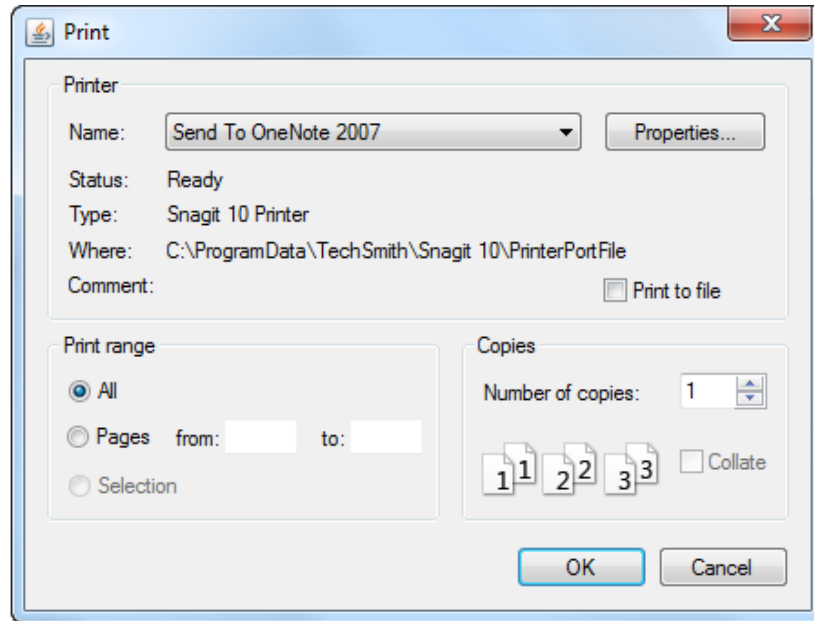 Print
Printer
Name: Send To OneNote 2007 Properties...
Status: Ready
Type: Snagit 10 Printer
Where: C:\ProgramData\TechSmith\Snagit 10\PrinterPortFile
Comment: Print to file
Print range
All
Pages from: to:
Selection
Copies
Number of copies: 1
1 1 2 2 3 3 Collate
OK Cancel